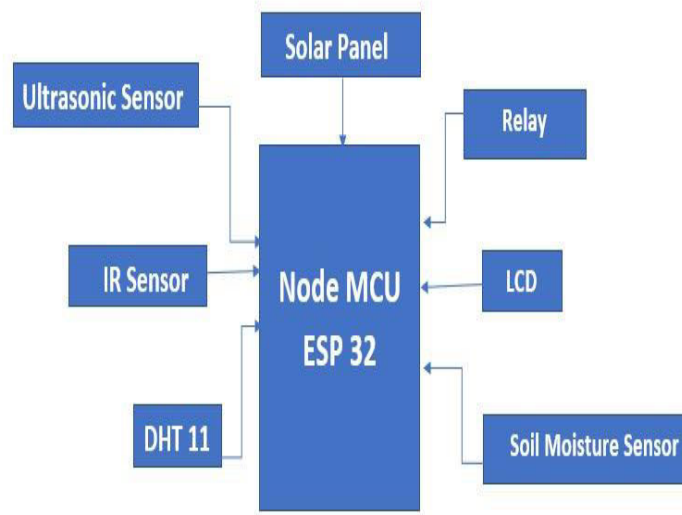 Solar Panel
Ultrasonic Sensor
Relay
IR Sensor
Node MCU
ESP 32
LCD
DHT 11
Soil Moisture Sensor